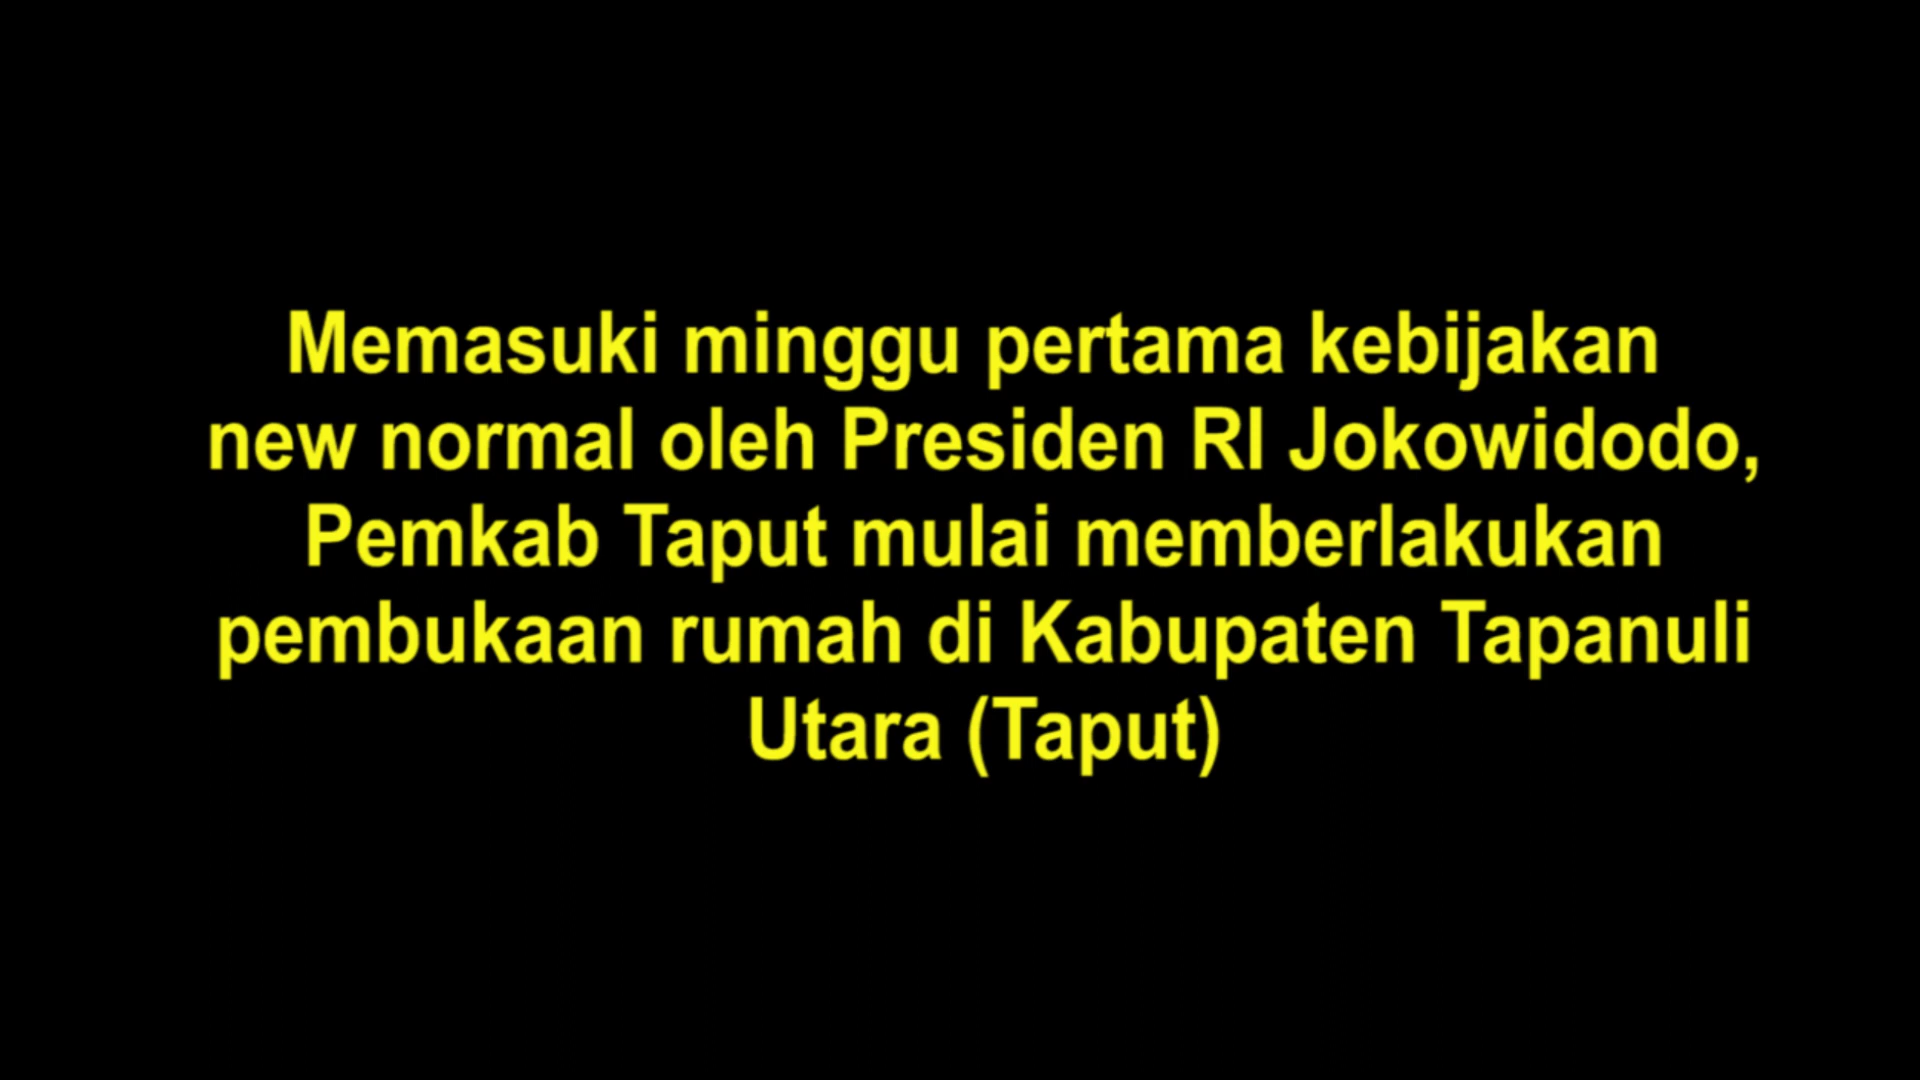 Memasuki minggu pertama kebijakan
new normal oleh Presiden RI Jokowidodo,
Pemkab Taput mulai memberlakukan
pembukaan rumah di Kabupaten Tapanuli
Utara (Taput)